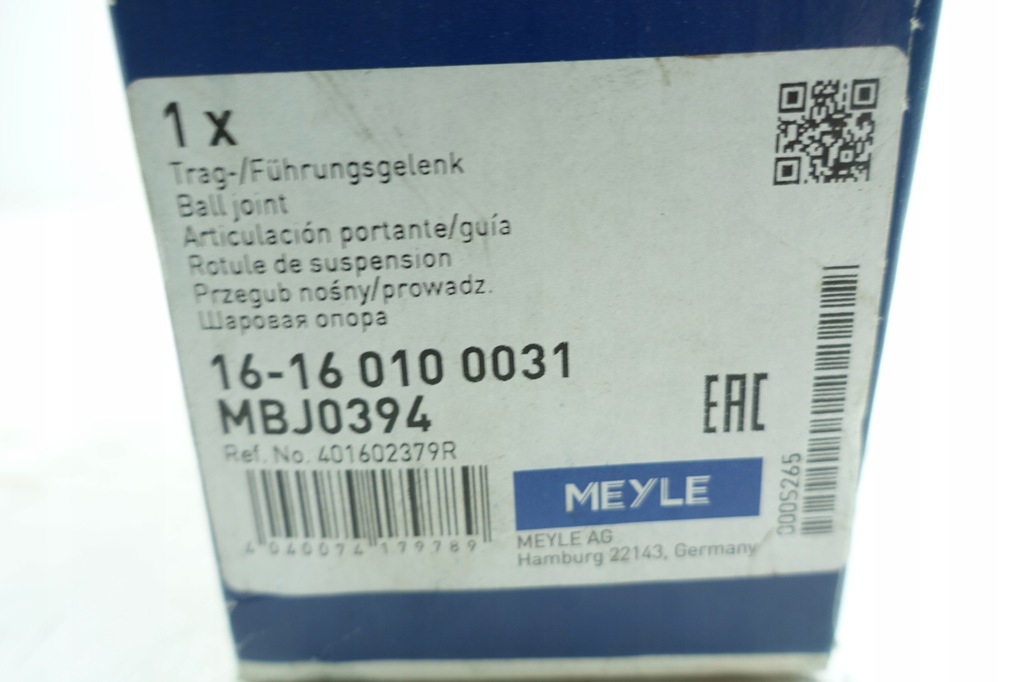 1 x
Trag-/Führungsgelenk
Ball joint
Articulación portante/guía
Rotule de suspension
Przegub nośny/prowadz.
Шаровая опора
16-16 010 0031
MBJ0394
Ref. No. 401602379R
4 040074 179789
EAC
MEYLE
MEYLE AG
Hamburg 22143, Germany
0005265